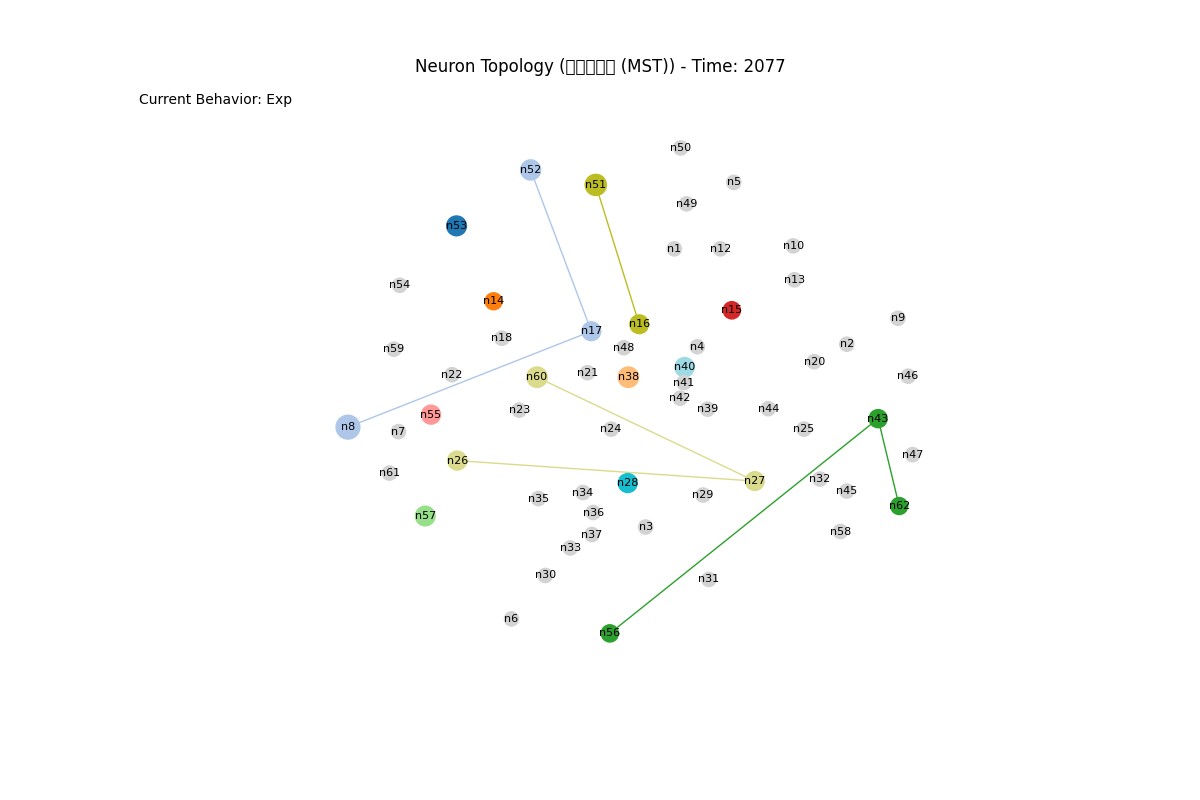 Neuron Topology (▯▯▯▯▯ (MST)) - Time: 2077
Current Behavior: Exp
n50
n52
n5
n51
n49
n53
n1 n12 n10
n13
n54
n14
n15
n9
n16
n17
n18
n2
n59 n48 n4
n20
n40
n22 n60 n21 n38 n46
n41
n42
n23 n39 n44
n55
n43
n8 n7 n24 n25
n47
n26
n61
n28 n27 n32
n34 n29 n45
n35
n62
n57 n36
n3
n37 n58
n33
n30 n31
n6
n56